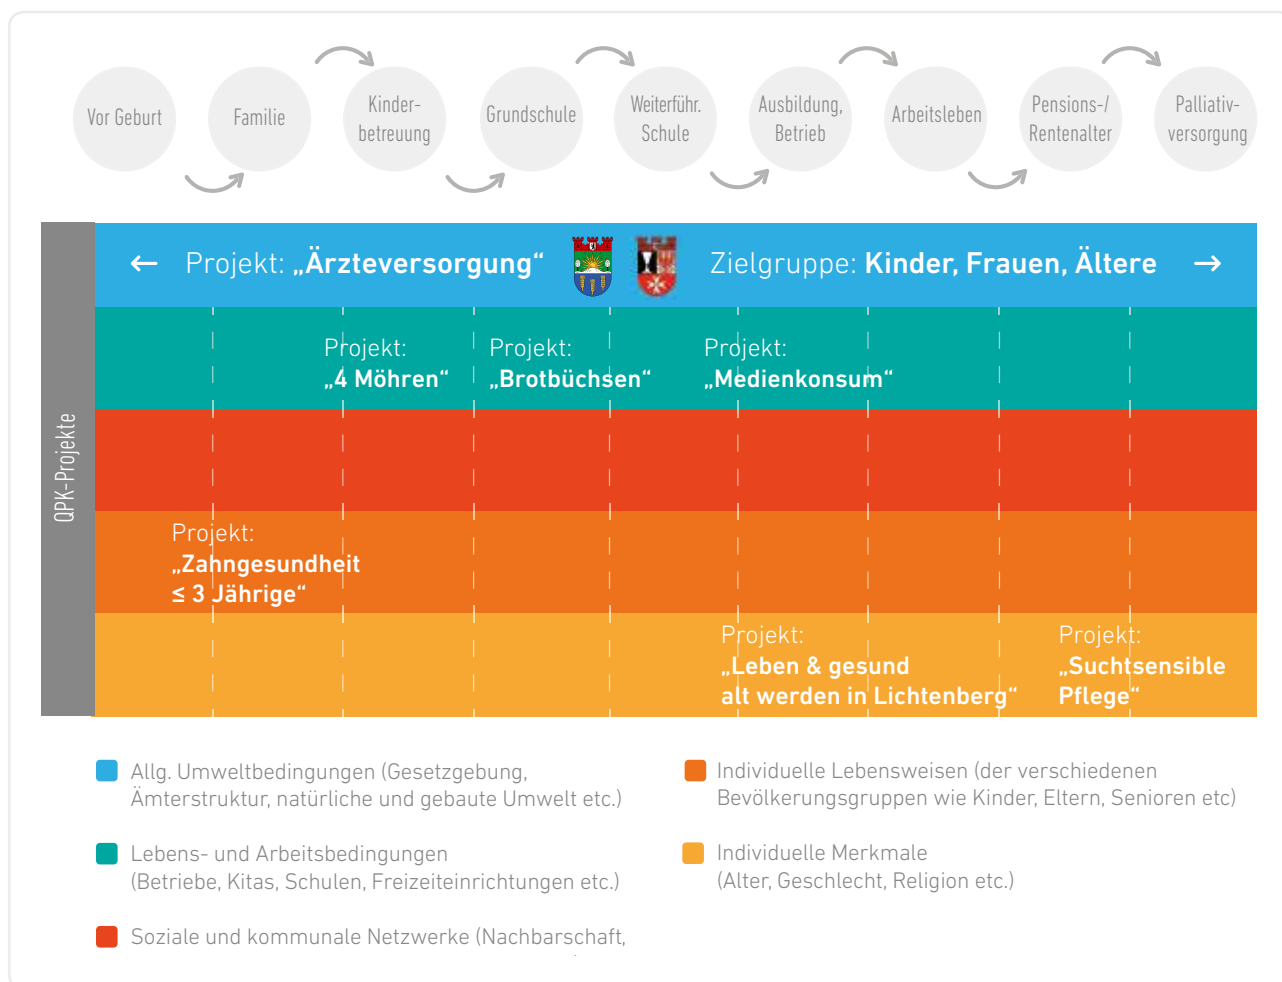 Vor Geburt
Familie
Kinder-
betreuung
Grundschule
Weiterführ.
Schule
Ausbildung,
Betrieb
Arbeitsleben
Pensions-/
Rentenalter
Palliativ-
versorgung
QPK-Projekte
← Projekt: „Ärzteversorgung“
Zielgruppe: Kinder, Frauen, Ältere →
Projekt:
„4 Möhren“
Projekt:
„Brotbüchsen“
Projekt:
„Medienkonsum“
Projekt:
„Zahngesundheit
≤ 3 Jährige“
Projekt:
„Leben & gesund
alt werden in Lichtenberg“
Projekt:
„Suchtsensible
Pflege“
Allg. Umweltbedingungen (Gesetzgebung,
Ämterstruktur, natürliche und gebaute Umwelt etc.)
Lebens- und Arbeitsbedingungen
(Betriebe, Kitas, Schulen, Freizeiteinrichtungen etc.)
Soziale und kommunale Netzwerke (Nachbarschaft,
Individuelle Lebensweisen (der verschiedenen
Bevölkerungsgruppen wie Kinder, Eltern, Senioren etc)
Individuelle Merkmale
(Alter, Geschlecht, Religion etc.)